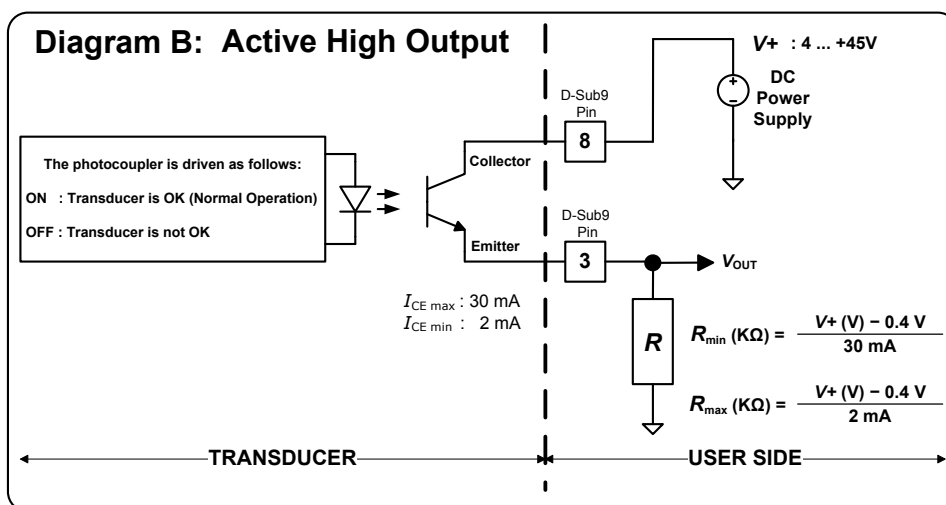 Diagram B: Active High Output
V+ : 4 ... +45V
DC
Power
Supply
+
−
D-Sub9
Pin
8
Collector
The photocoupler is driven as follows:
ON : Transducer is OK (Normal Operation)
OFF : Transducer is not OK
Emitter
D-Sub9
Pin
3
VOUT
ICE max : 30 mA
ICE min : 2 mA
R
Rmin (KΩ) = V+ (V) − 0.4 V
30 mA
Rmax (KΩ) = V+ (V) − 0.4 V
2 mA
TRANSDUCER
USER SIDE